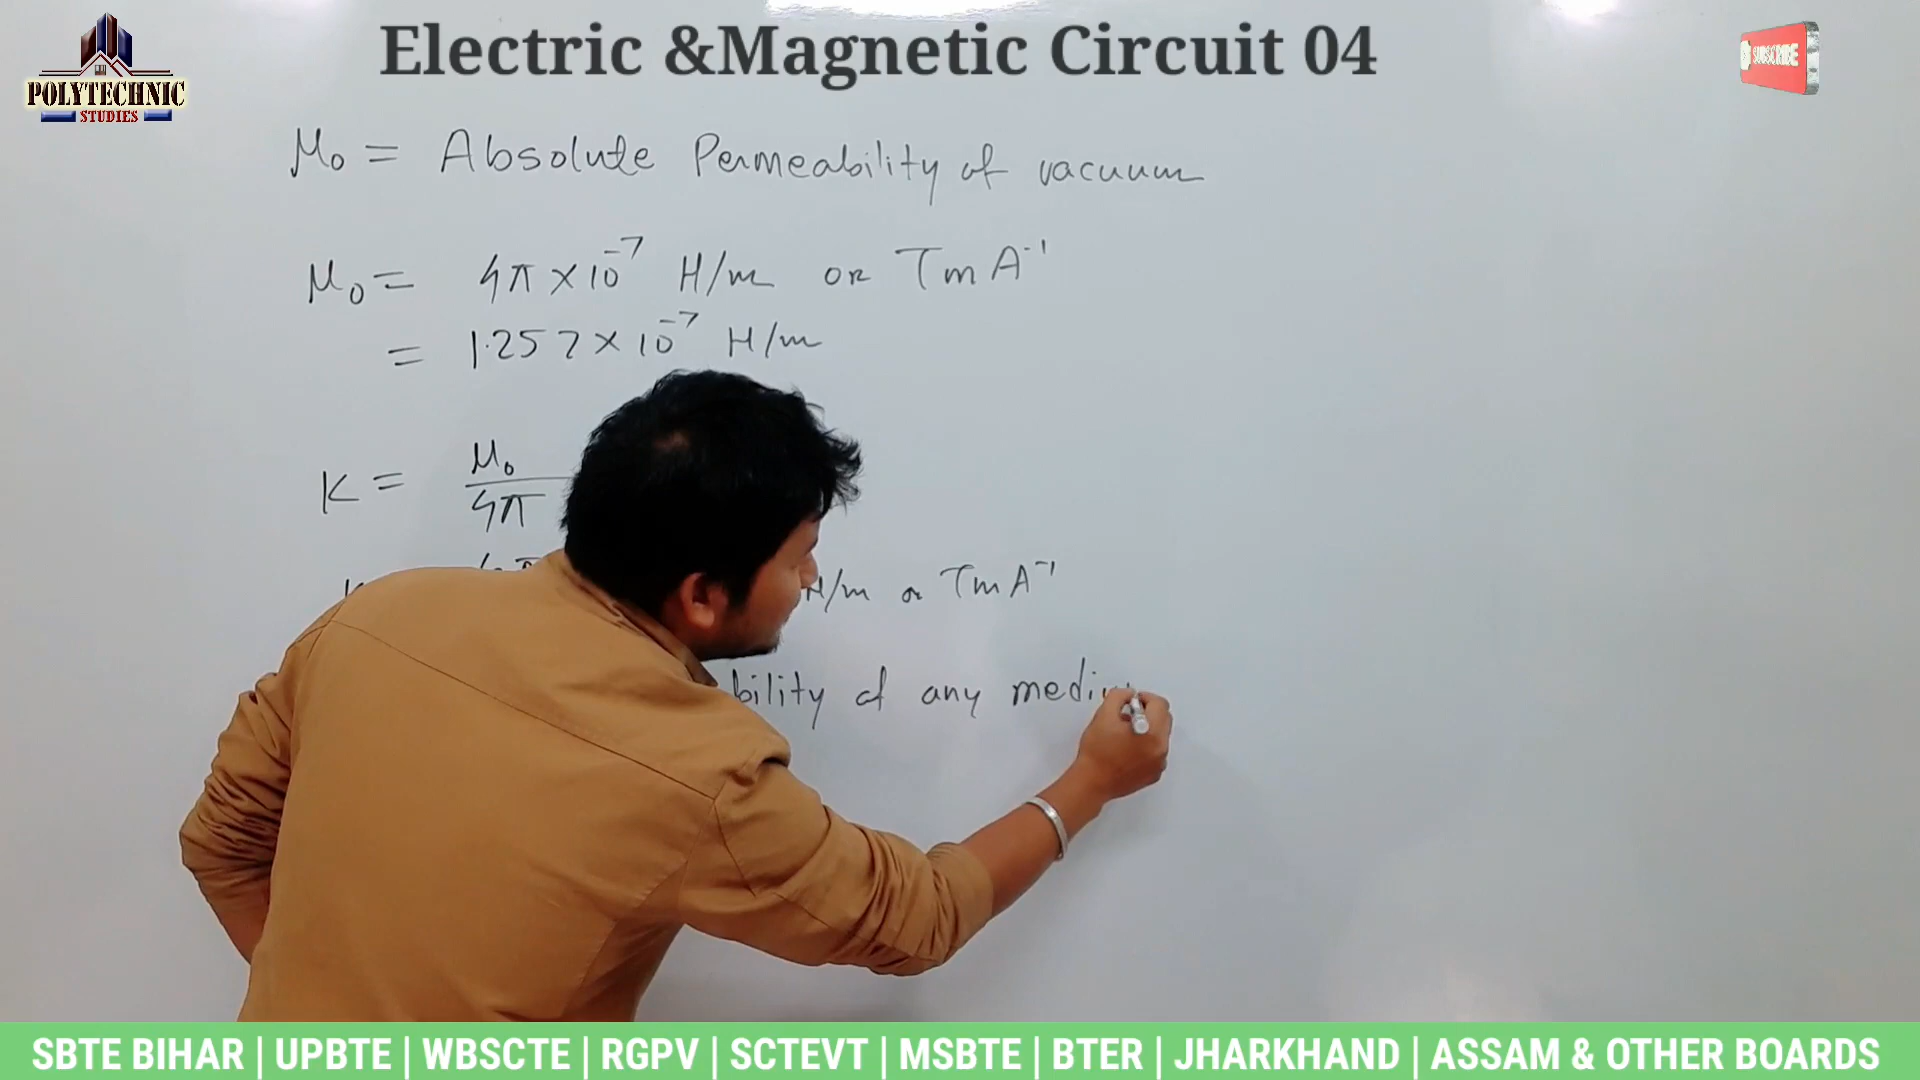 Electric &Magnetic Circuit 04
POLYTECHNIC
STUDIES
SUBSCRIBE
μ₀ = Absolute Permeability of vacuum
μ₀ = 4π × 10⁻⁷ H/m or TmA⁻¹
= 1.257 × 10⁻⁷ H/m
K = μ₀/4π
H/m or TmA⁻¹
bility of any medium
SBTE BIHAR | UPBTE | WBSCTE | RGPV | SCTEVT | MSBTE | BTER | JHARKHAND | ASSAM & OTHER BOARDS